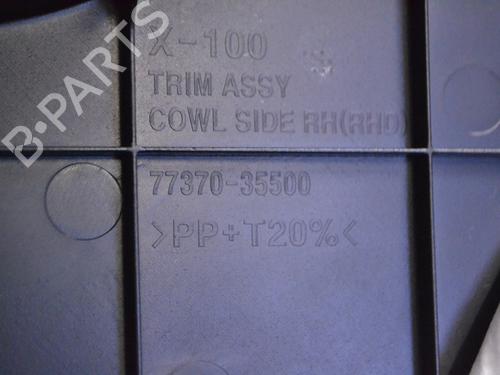 X-100
TRIM ASSY
COWL SIDE RH(RHD)
77370-35500
>PP+T20%<
B-PARTS